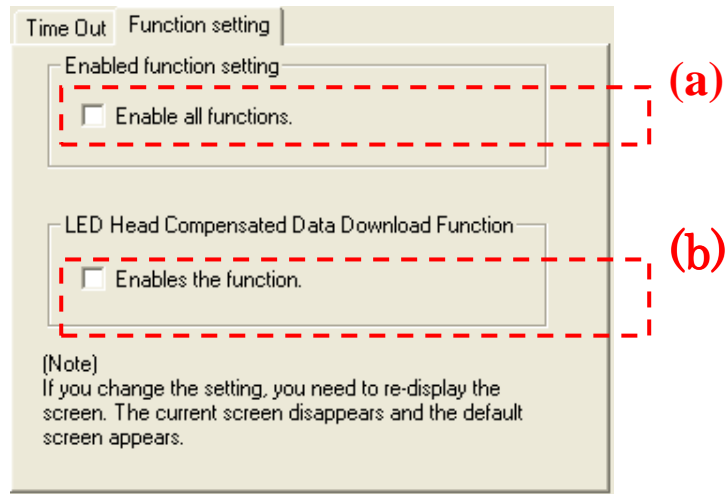 Time Out Function setting
Enabled function setting
(a)
Enable all functions.
LED Head Compensated Data Download Function
(b)
Enables the function.
(Note)
If you change the setting, you need to re-display the
screen. The current screen disappears and the default
screen appears.